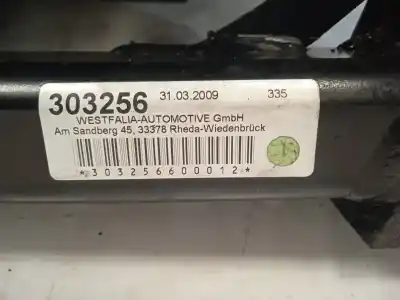 303256 31.03.2009 335
WESTFALIA-AUTOMOTIVE GmbH
Am Sandberg 45, 33378 Rheda-Wiedenbrück
*303256600012*